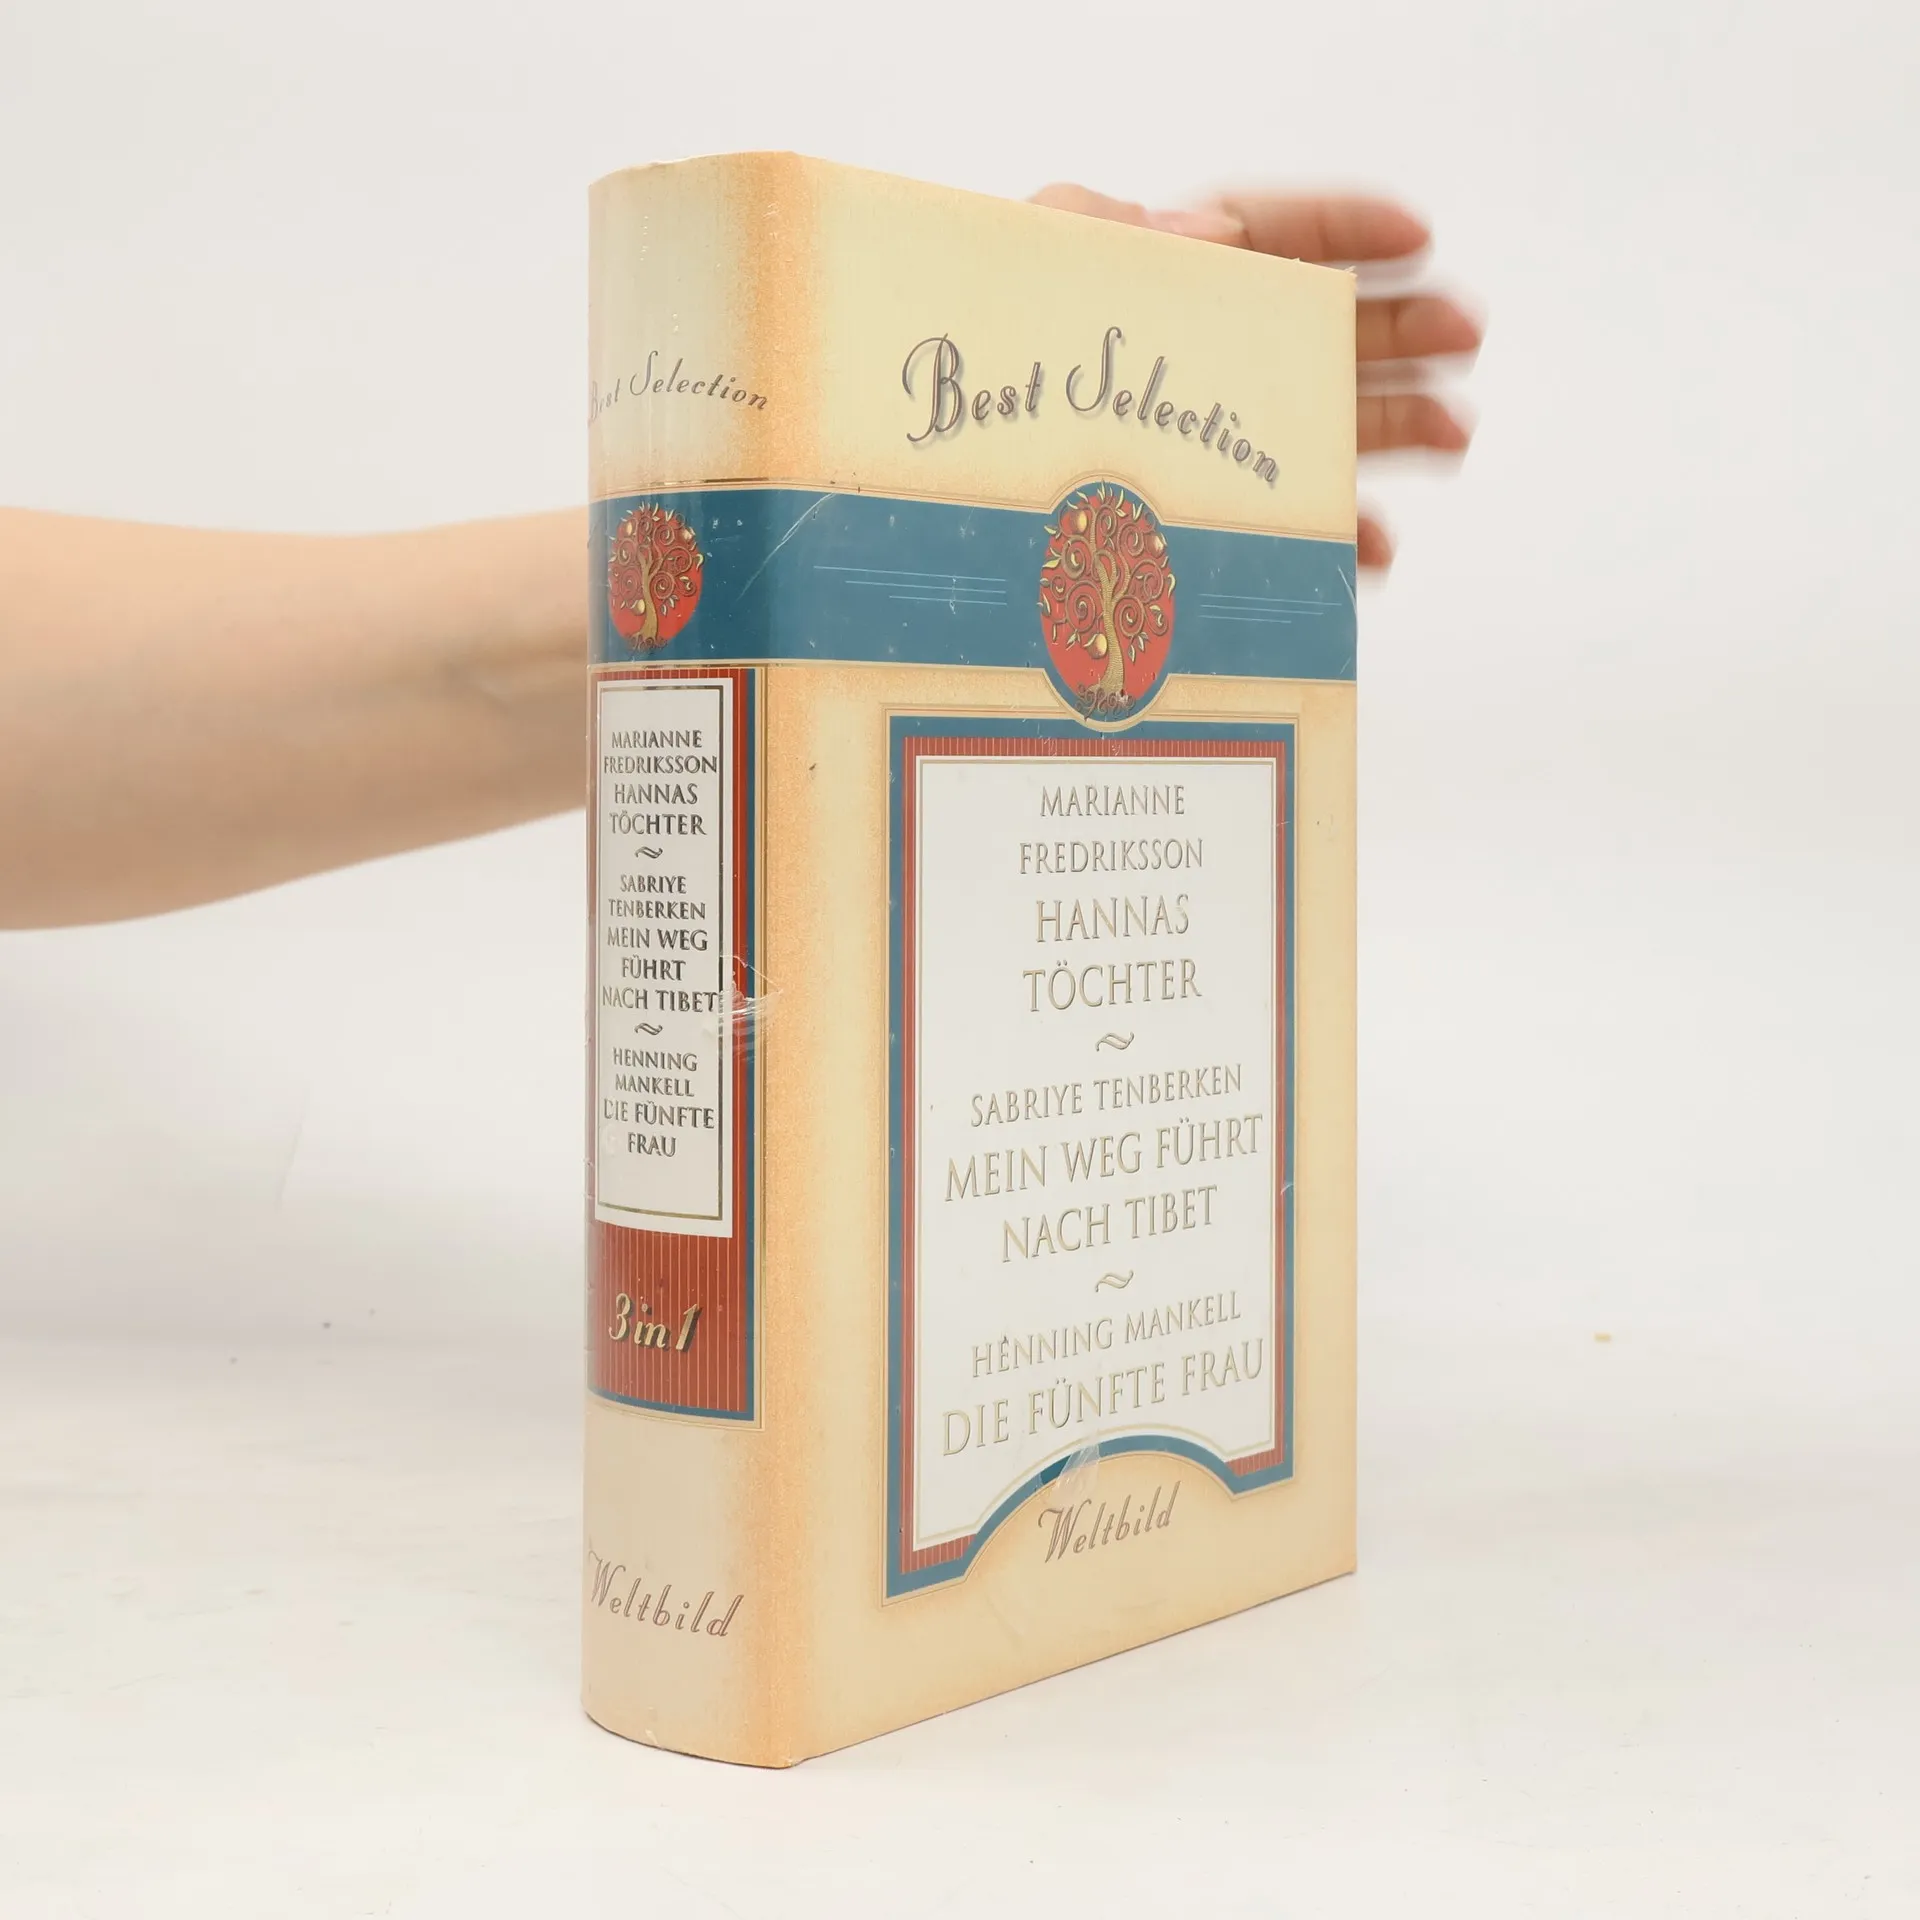 Best Selection
MARIANNE
FREDRIKSSON
HANNAS
TÖCHTER
SABRIYE
TENBERKEN
MEIN WEG
FÜHRT
NACH TIBET
HENNING
MANKELL
DIE FÜNFTE
FRAU
3 in 1
Weltbild
Best Selection
MARIANNE
FREDRIKSSON
HANNAS
TÖCHTER
SABRIYE TENBERKEN
MEIN WEG FÜHRT
NACH TIBET
HENNING MANKELL
DIE FÜNFTE FRAU
Weltbild